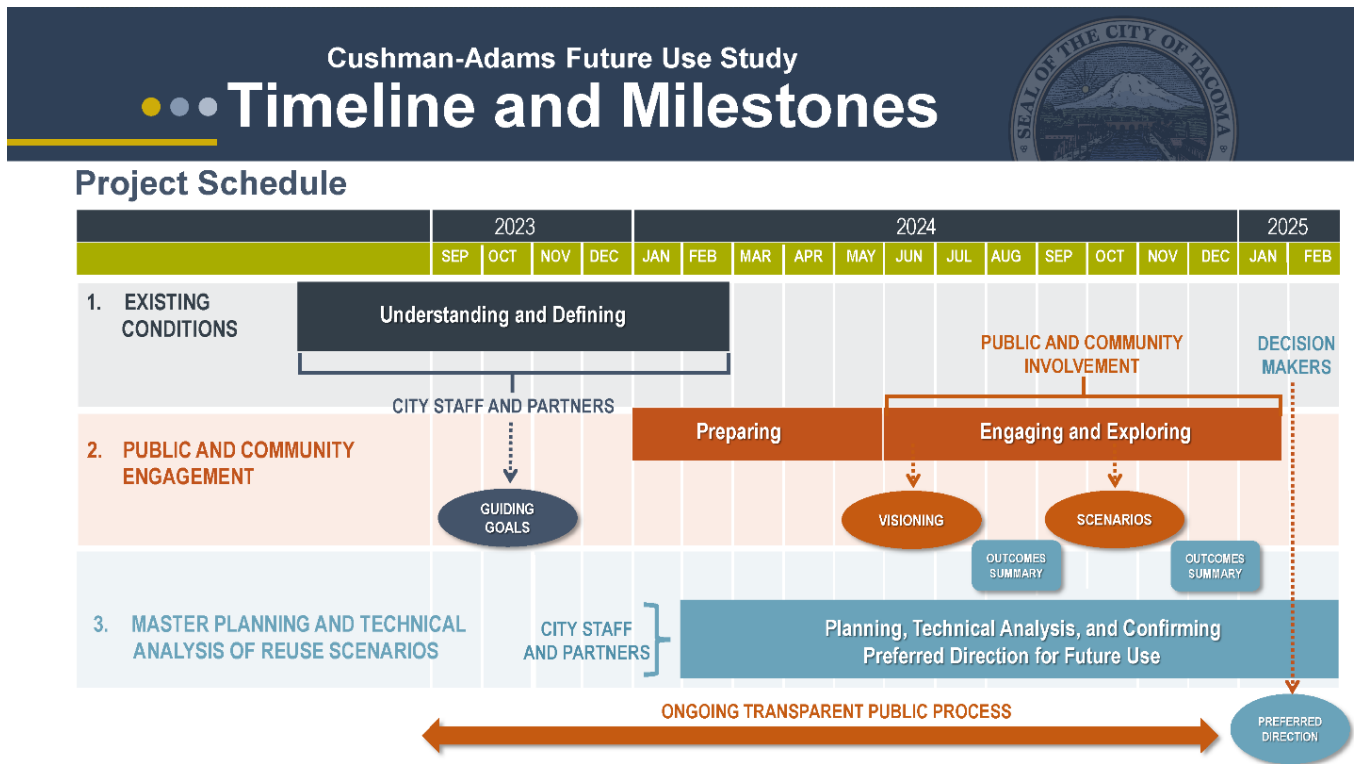 Cushman-Adams Future Use Study
Timeline and Milestones
SEAL OF THE CITY OF TACOMA
Project Schedule
2023 2024 2025
SEP OCT NOV DEC JAN FEB MAR APR MAY JUN JUL AUG SEP OCT NOV DEC JAN FEB
1. EXISTING
CONDITIONS
Understanding and Defining
PUBLIC AND COMMUNITY
INVOLVEMENT
DECISION
MAKERS
CITY STAFF AND PARTNERS
2. PUBLIC AND COMMUNITY
ENGAGEMENT
Preparing
Engaging and Exploring
GUIDING
GOALS
VISIONING
SCENARIOS
OUTCOMES
SUMMARY
OUTCOMES
SUMMARY
3. MASTER PLANNING AND TECHNICAL
ANALYSIS OF REUSE SCENARIOS
CITY STAFF
AND PARTNERS
Planning, Technical Analysis, and Confirming
Preferred Direction for Future Use
ONGOING TRANSPARENT PUBLIC PROCESS
PREFERRED
DIRECTION